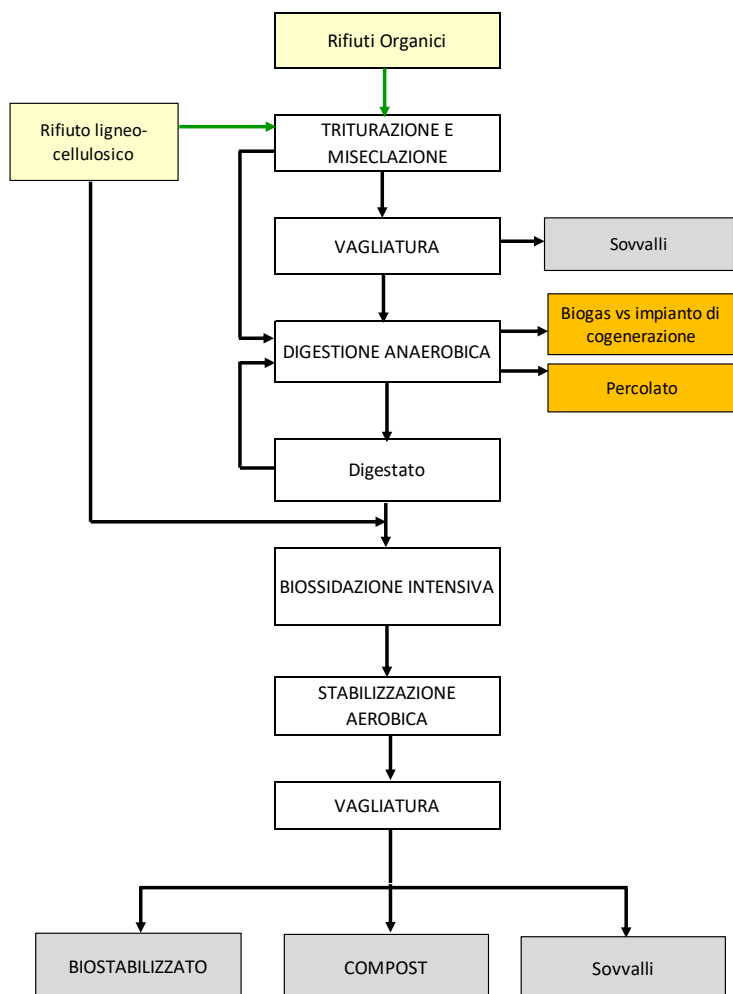 Rifiuti Organici
Rifiuto ligneo-
cellulosico
TRITURAZIONE E
MISECLAZIONE
VAGLIATURA
Sovvalli
Biogas vs impianto di
cogenerazione
DIGESTIONE ANAEROBICA
Percolato
Digestato
BIOSSIDAZIONE INTENSIVA
STABILIZZAZIONE
AEROBICA
VAGLIATURA
BIOSTABILIZZATO
COMPOST
Sovvalli